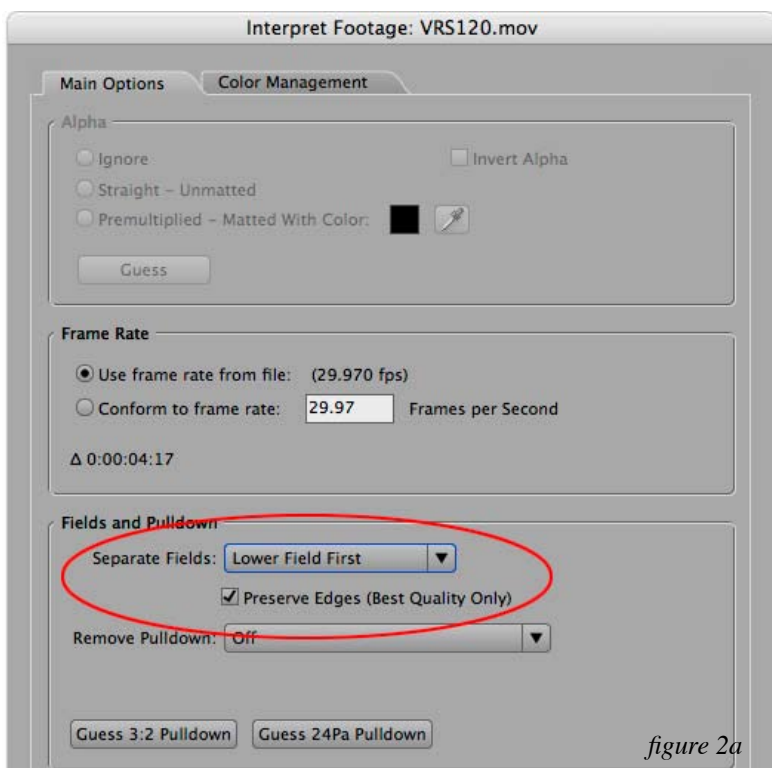 Interpret Footage: VRS120.mov
Main Options Color Management
Alpha
Ignore Invert Alpha
Straight – Unmatted
Premultiplied – Matted With Color:
Guess
Frame Rate
Use frame rate from file: (29.970 fps)
Conform to frame rate: 29.97 Frames per Second
Δ 0:00:04:17
Fields and Pulldown
Separate Fields: Lower Field First
Preserve Edges (Best Quality Only)
Remove Pulldown: Off
Guess 3:2 Pulldown Guess 24Pa Pulldown
figure 2a